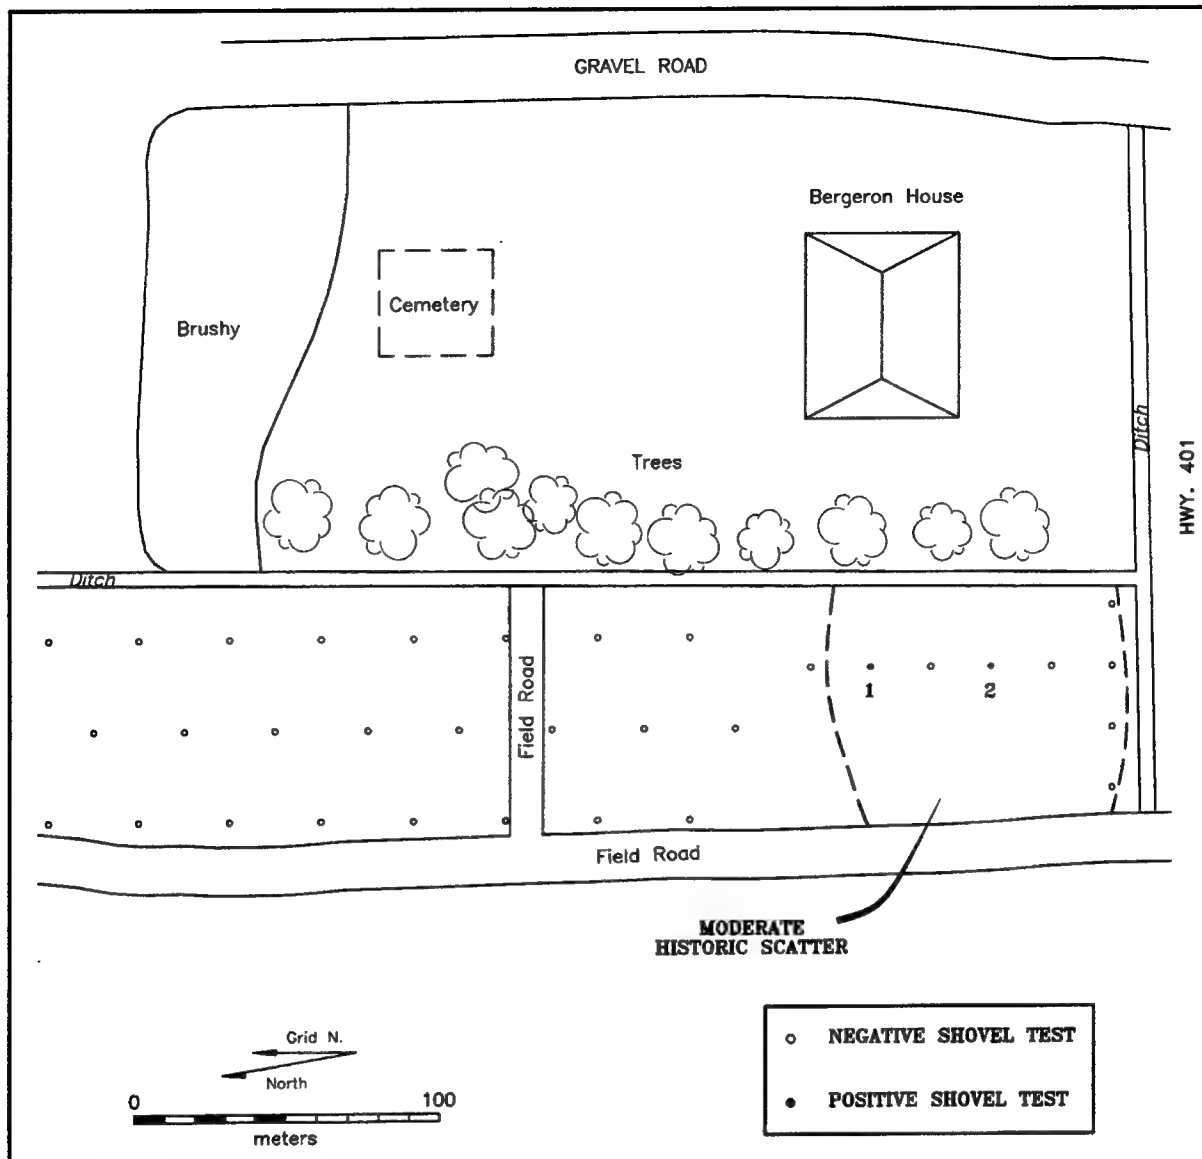 GRAVEL ROAD
Bergeron House
Cemetery
Brushy
Ditch
HWY. 401
Trees
Ditch
Field Road
1
2
Field Road
MODERATE
HISTORIC SCATTER
Grid N.
North
0 100
meters
NEGATIVE SHOVEL TEST
POSITIVE SHOVEL TEST